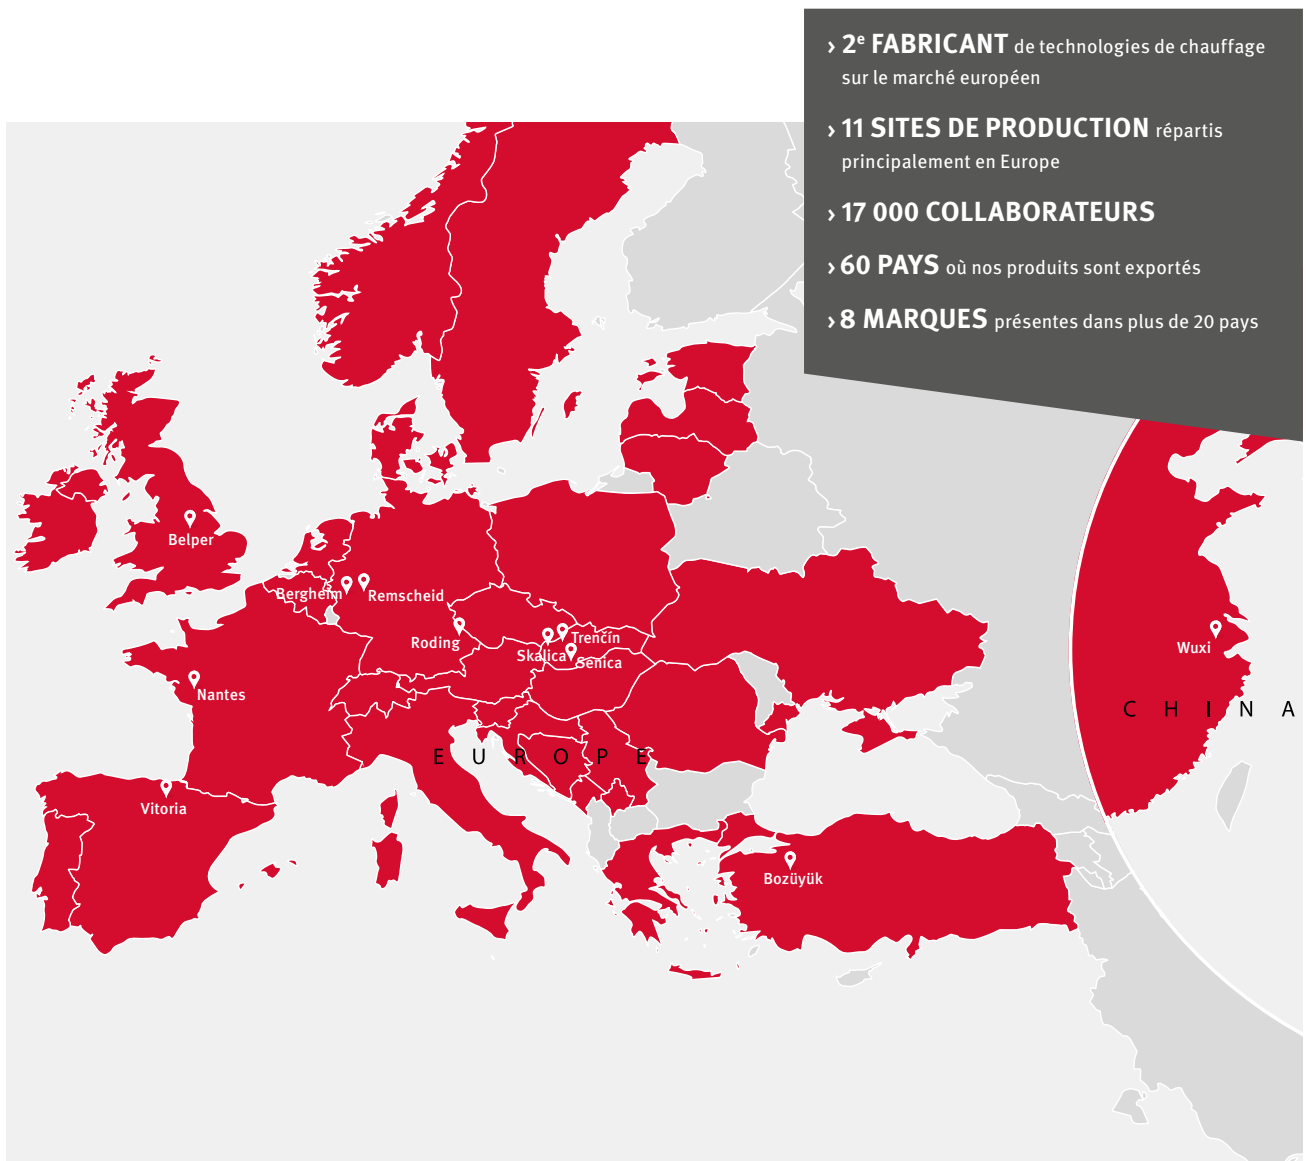 › 2e FABRICANT de technologies de chauffage
sur le marché européen
› 11 SITES DE PRODUCTION répartis
principalement en Europe
› 17 000 COLLABORATEURS
› 60 PAYS où nos produits sont exportés
› 8 MARQUES présentes dans plus de 20 pays
Belper
Bergheim
Remscheid
Roding
Trenčín
Skalica
Senica
Wuxi
Nantes
CHINA
EUROPE
Vitoria
Bozüyük